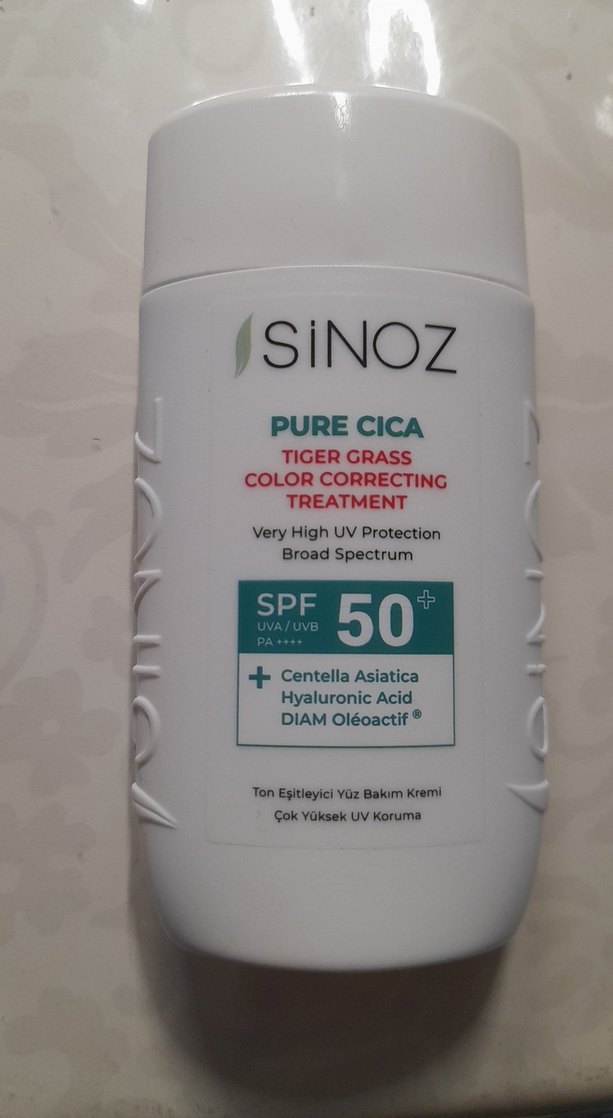 SiNOZ
PURE CICA
TIGER GRASS
COLOR CORRECTING
TREATMENT
Very High UV Protection
Broad Spectrum
SPF 50+
UVA / UVB
PA ++++
+ Centella Asiatica
Hyaluronic Acid
DIAM Oléoactif ®
Ton Eşitleyici Yüz Bakım Kremi
Çok Yüksek UV Koruma